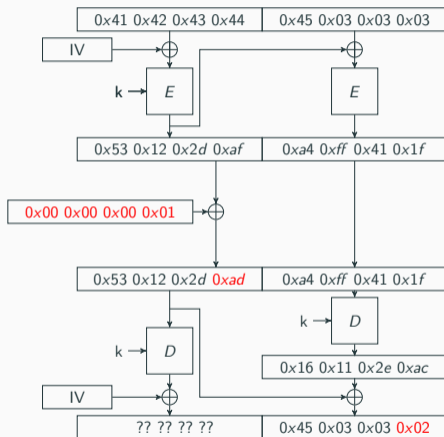 0x41 0x42 0x43 0x44 0x45 0x03 0x03 0x03
IV
k E E
0x53 0x12 0x2d 0xaf 0xa4 0xff 0x41 0x1f
0x00 0x00 0x00 0x01
0x53 0x12 0x2d 0xad 0xa4 0xff 0x41 0x1f
k D
k D
0x16 0x11 0x2e 0xac
IV
?? ?? ?? ?? 0x45 0x03 0x03 0x02